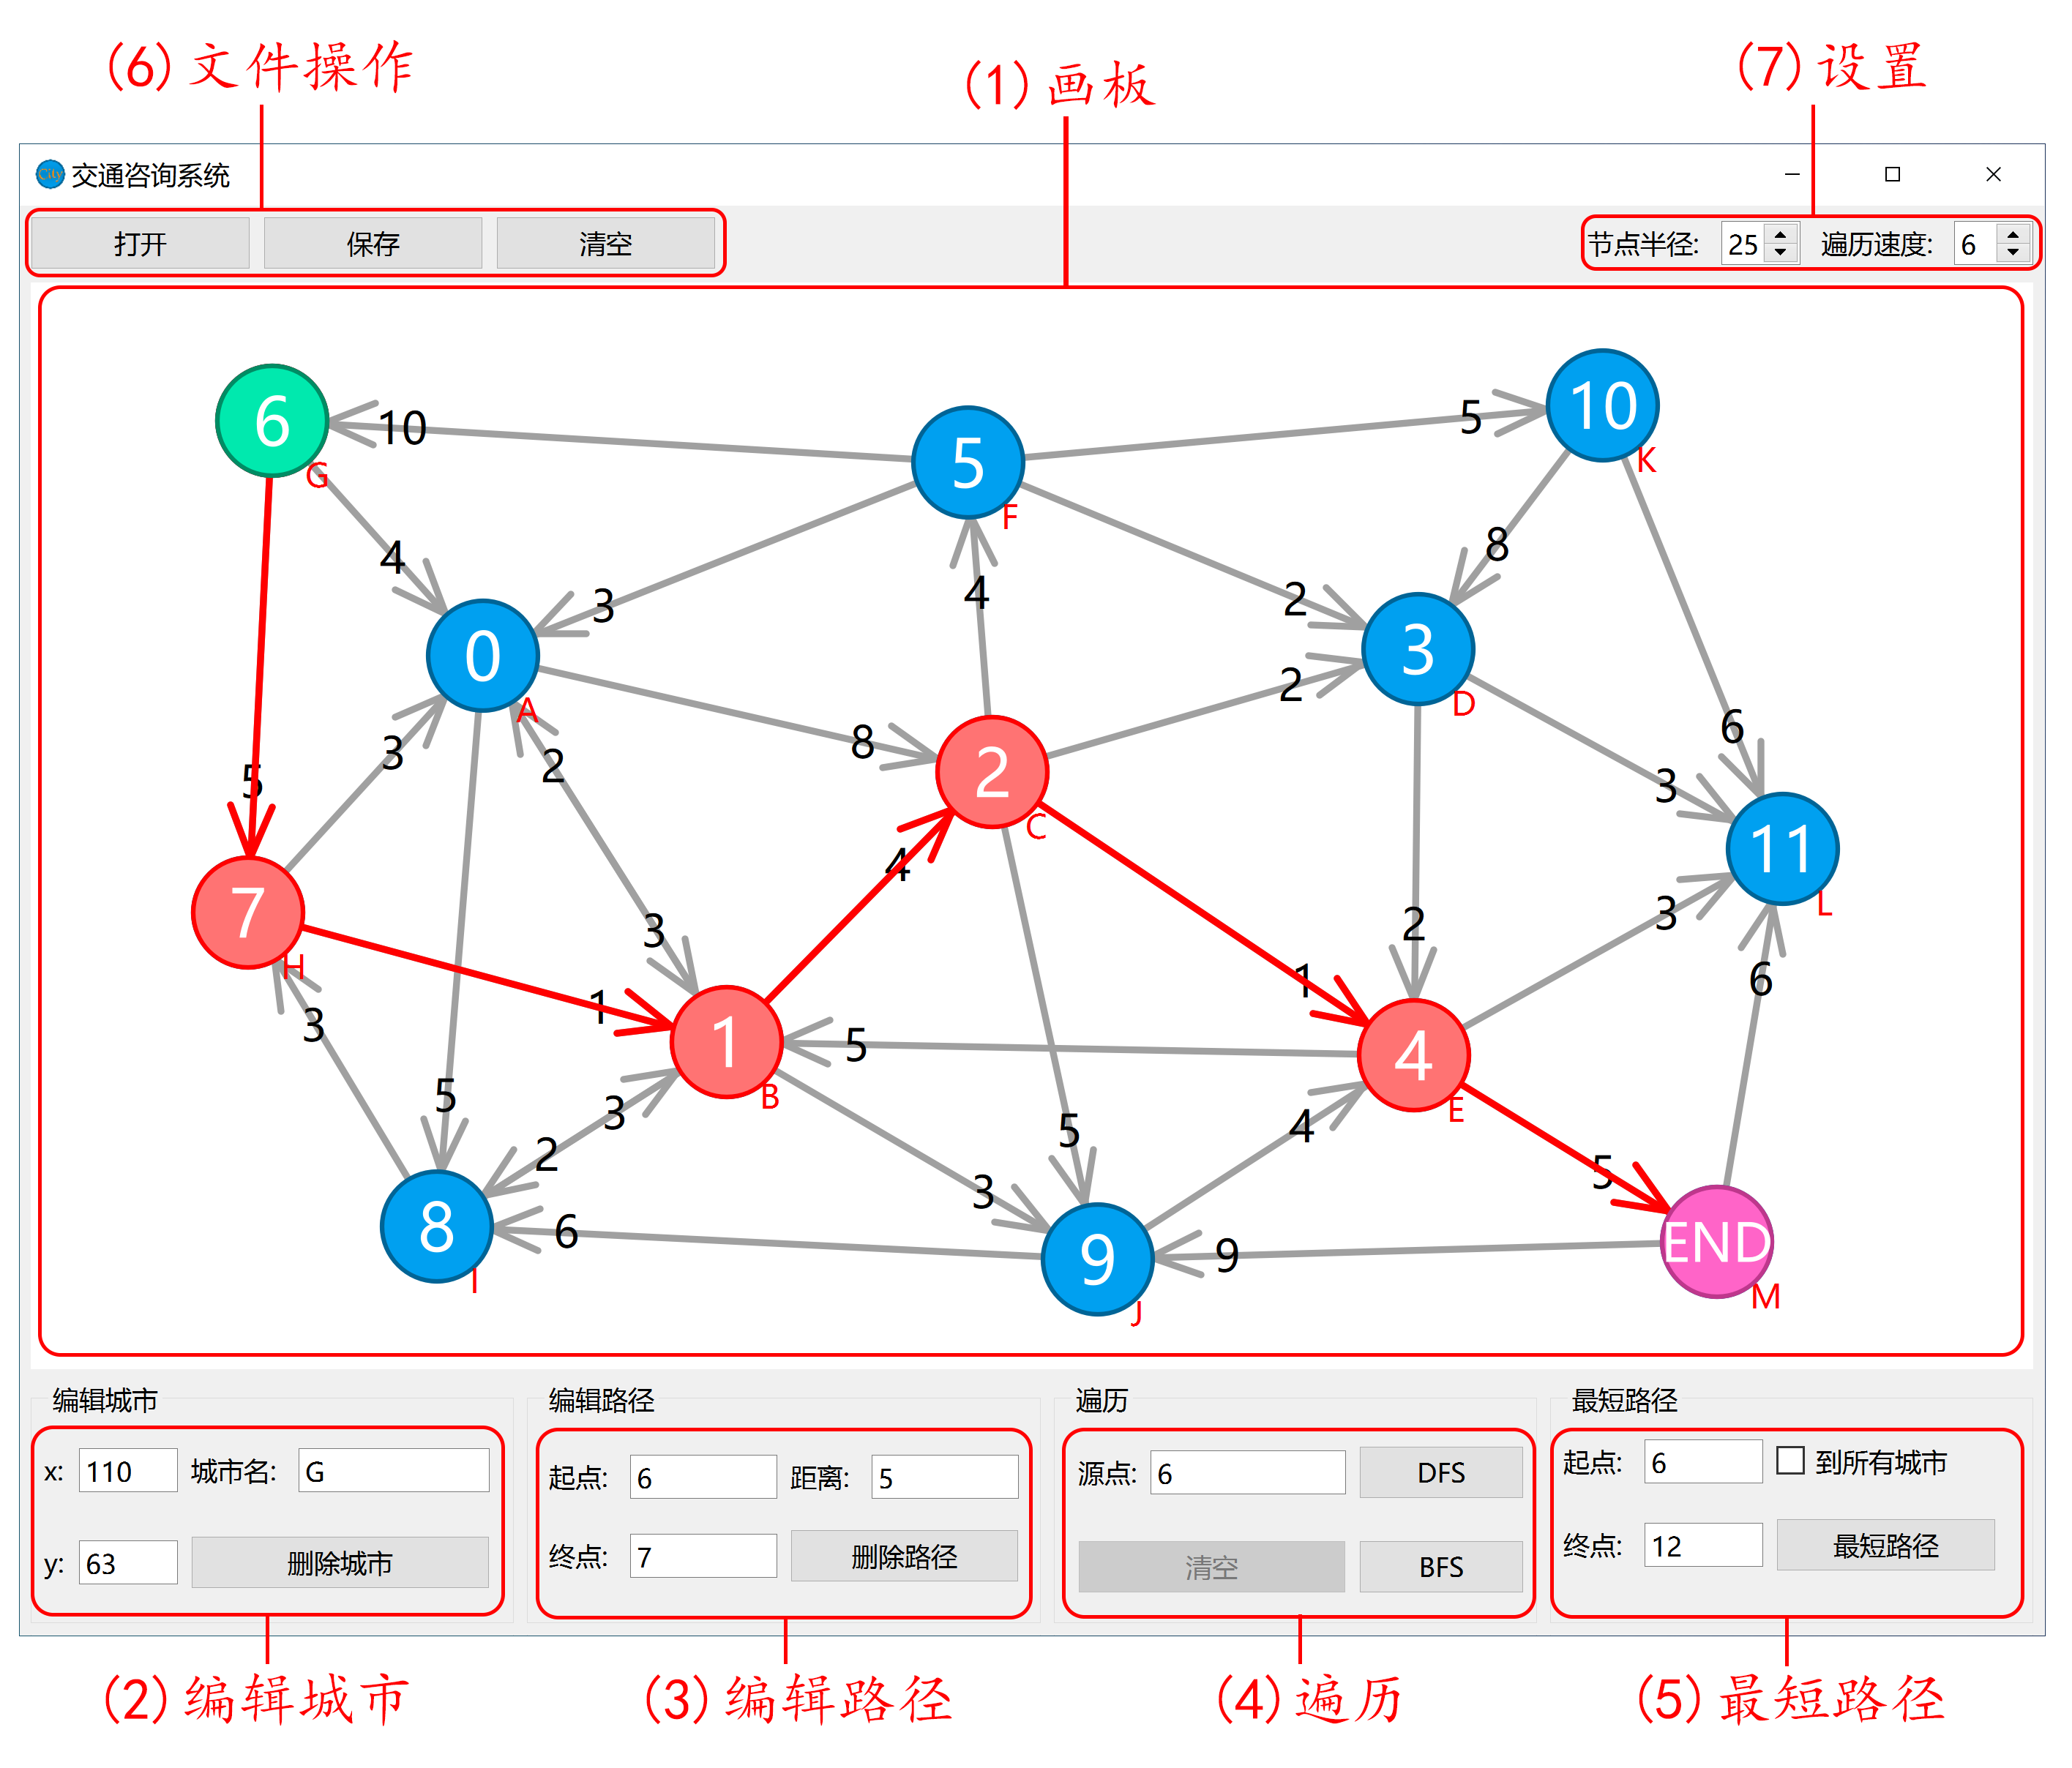 (6)文件操作
(1)画板
(7)设置
City 交通咨询系统
打开 保存 清空 节点半径: 25 遍历速度: 6
10
6
5
10
5
G
K
F
4
8
3
2
4
0
3
2
A
D
3
2
8
2
6
5
3
C
11
4
7
3
2
3
L
H
1
1
6
3
1
5
4
B
E
5
3
4
5
2
5
3
8
6
9
9
END
I
J
M
编辑城市 编辑路径 遍历 最短路径
x: 110 城市名: G 起点: 6 距离: 5 源点: 6 DFS 起点: 6 到所有城市
y: 63 删除城市 终点: 7 删除路径 清空 BFS 终点: 12 最短路径
(2)编辑城市
(3)编辑路径
(4)遍历
(5)最短路径